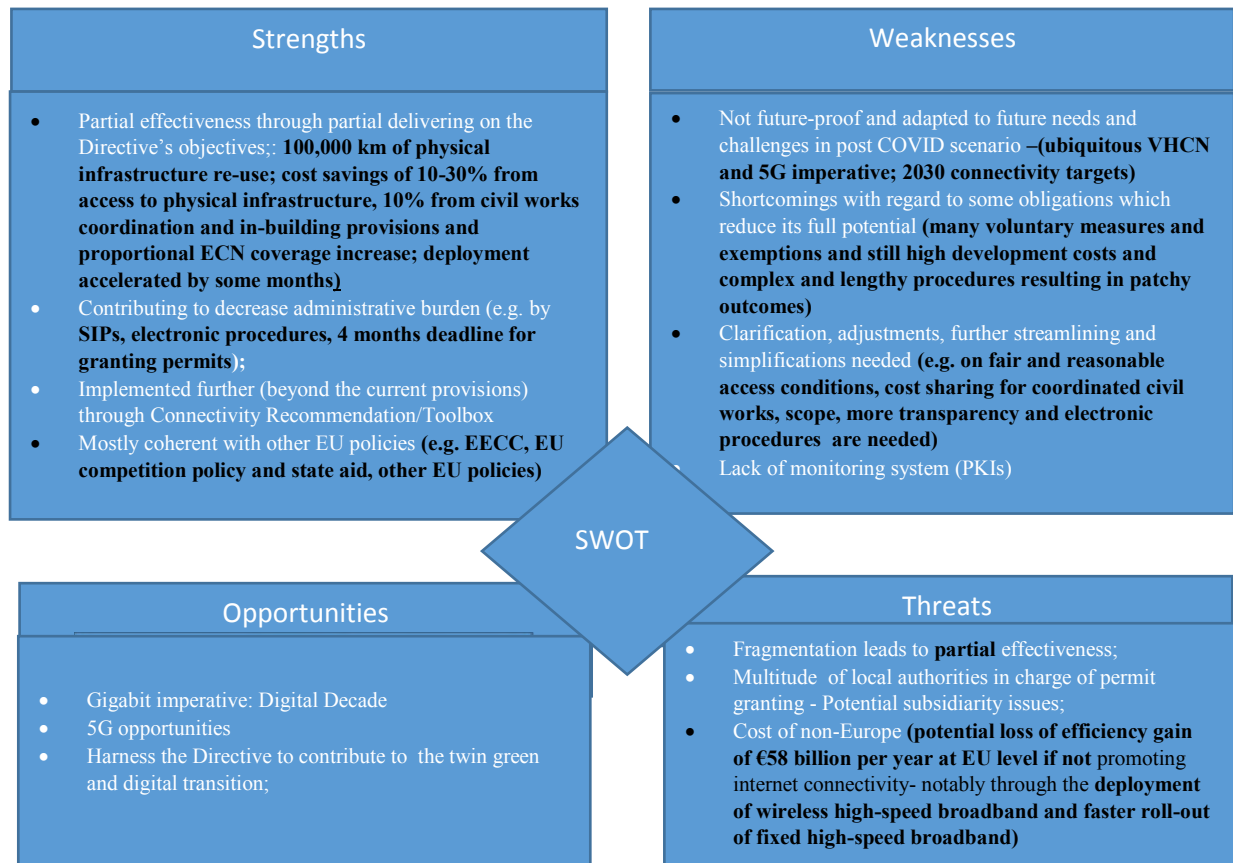 Strengths
• Partial effectiveness through partial delivering on the
Directive's objectives;: 100,000 km of physical
infrastructure re-use; cost savings of 10-30% from
access to physical infrastructure, 10% from civil works
coordination and in-building provisions and
proportional ECN coverage increase; deployment
accelerated by some months)
• Contributing to decrease administrative burden (e.g. by
SIPs, electronic procedures, 4 months deadline for
granting permits);
• Implemented further (beyond the current provisions)
through Connectivity Recommendation/Toolbox
• Mostly coherent with other EU policies (e.g. EECC, EU
competition policy and state aid, other EU policies)
Weaknesses
• Not future-proof and adapted to future needs and
challenges in post COVID scenario –(ubiquitous VHCN
and 5G imperative; 2030 connectivity targets)
• Shortcomings with regard to some obligations which
reduce its full potential (many voluntary measures and
exemptions and still high development costs and
complex and lengthy procedures resulting in patchy
outcomes)
• Clarification, adjustments, further streamlining and
simplifications needed (e.g. on fair and reasonable
access conditions, cost sharing for coordinated civil
works, scope, more transparency and electronic
procedures are needed)
• Lack of monitoring system (PKIs)
SWOT
Opportunities
• Gigabit imperative: Digital Decade
• 5G opportunities
• Harness the Directive to contribute to the twin green
and digital transition;
Threats
• Fragmentation leads to partial effectiveness;
• Multitude of local authorities in charge of permit
granting - Potential subsidiarity issues;
• Cost of non-Europe (potential loss of efficiency gain
of €58 billion per year at EU level if not promoting
internet connectivity- notably through the deployment
of wireless high-speed broadband and faster roll-out
of fixed high-speed broadband)